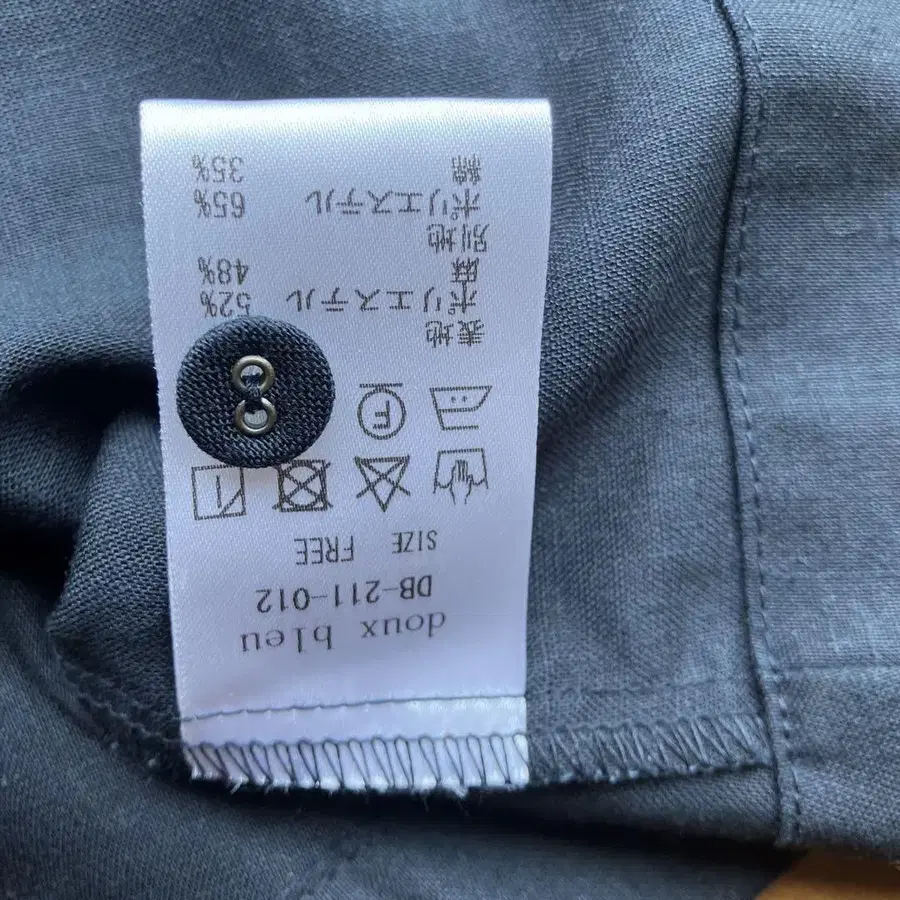 doux bleu
DB-211-012
SIZE FREE
F
表地
ポリエステル 52%
麻 48%
別地
ポリエステル 65%
綿 35%